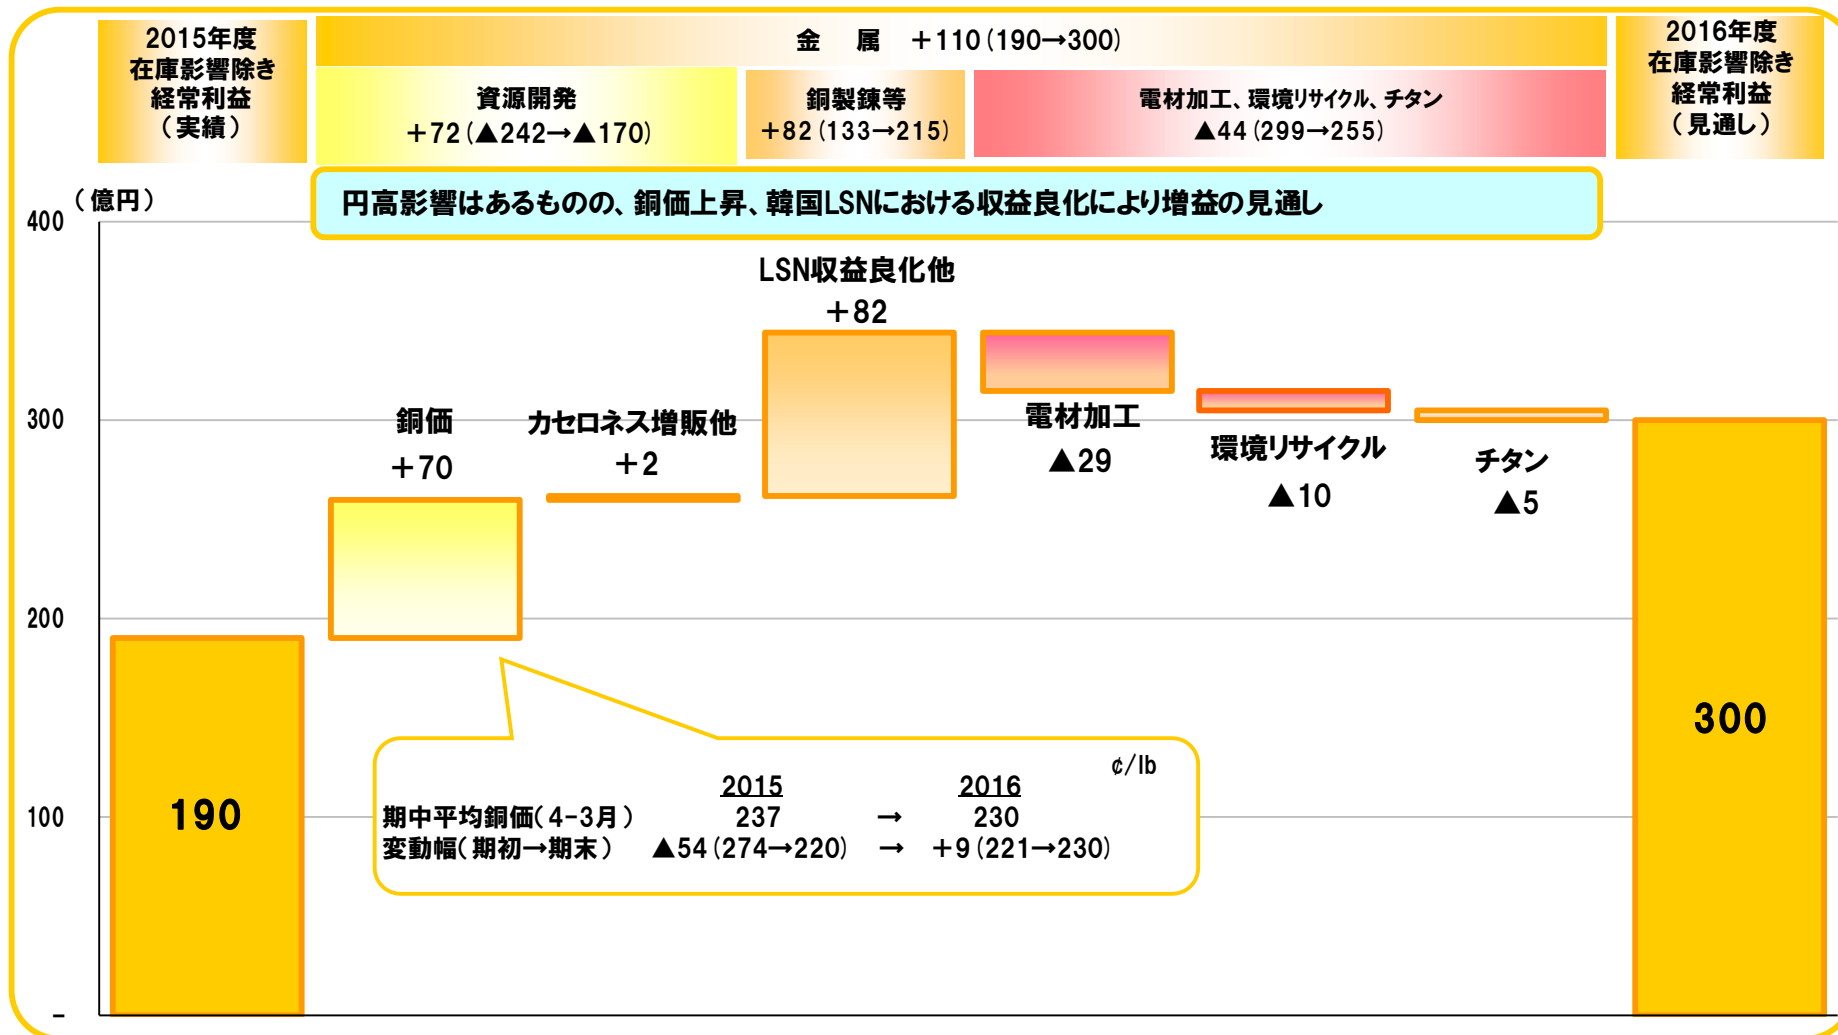 2015年度
在庫影響除き
経常利益
（実績）
金 属 ＋110(190→300)
資源開発
＋72(▲242→▲170)
銅製錬等
＋82(133→215)
電材加工、環境リサイクル、チタン
▲44(299→255)
2016年度
在庫影響除き
経常利益
（見通し）
（億円）
円高影響はあるものの、銅価上昇、韓国LSNにおける収益良化により増益の見通し
400
300
200
100
－
190
銅価
＋70
カセロネス増販他
＋2
LSN収益良化他
＋82
電材加工
▲29
環境リサイクル
▲10
チタン
▲5
300
¢/lb
2015 2016
期中平均銅価(4-3月) 237 → 230
変動幅(期初→期末) ▲54(274→220) → ＋9(221→230)